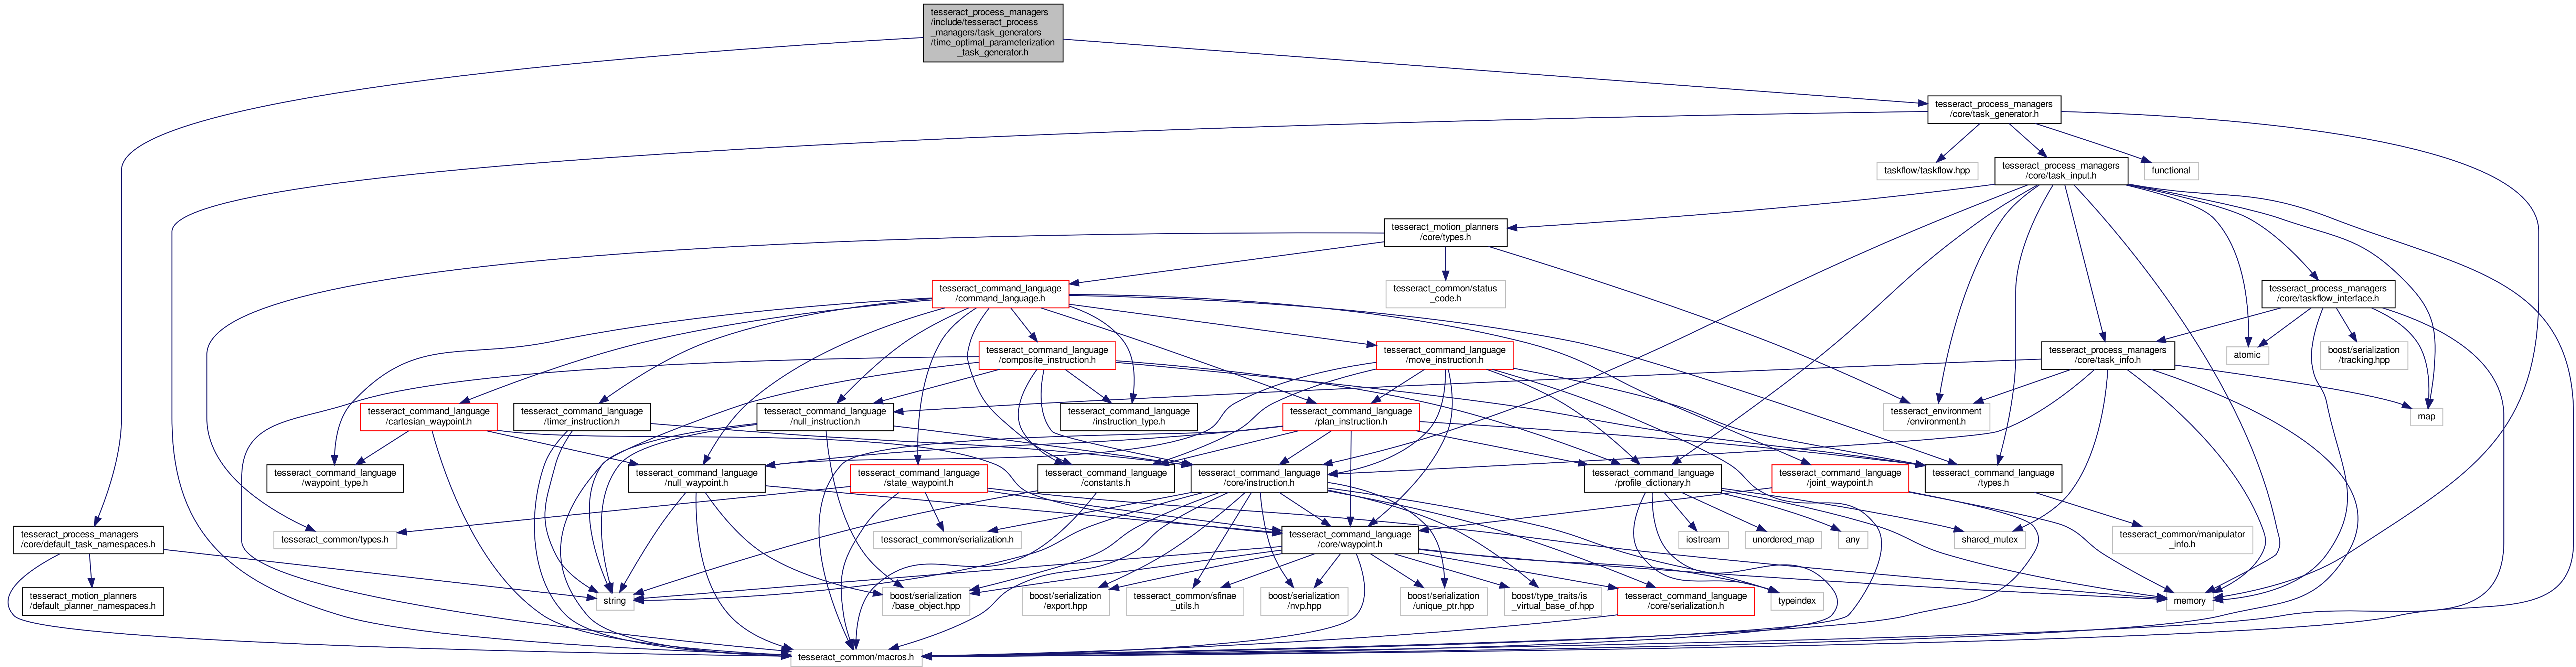 tesseract_process_managers
/include/tesseract_process
_managers/task_generators
/time_optimal_parameterization
_task_generator.h
tesseract_process_managers
/core/task_generator.h
taskflow/taskflow.hpp
tesseract_process_managers
/core/task_input.h
functional
tesseract_motion_planners
/core/types.h
tesseract_command_language
/command_language.h
tesseract_common/status
_code.h
tesseract_process_managers
/core/taskflow_interface.h
tesseract_command_language
/composite_instruction.h
tesseract_command_language
/move_instruction.h
tesseract_process_managers
/core/task_info.h
atomic
boost/serialization
/tracking.hpp
tesseract_command_language
/cartesian_waypoint.h
tesseract_command_language
/timer_instruction.h
tesseract_command_language
/null_instruction.h
tesseract_command_language
/instruction_type.h
tesseract_command_language
/plan_instruction.h
tesseract_environment
/environment.h
map
tesseract_command_language
/waypoint_type.h
tesseract_command_language
/null_waypoint.h
tesseract_command_language
/state_waypoint.h
tesseract_command_language
/constants.h
tesseract_command_language
/core/instruction.h
tesseract_command_language
/profile_dictionary.h
tesseract_command_language
/joint_waypoint.h
tesseract_command_language
/types.h
tesseract_process_managers
/core/default_task_namespaces.h
tesseract_common/types.h
tesseract_common/serialization.h
tesseract_command_language
/core/waypoint.h
iostream
unordered_map
any
shared_mutex
tesseract_common/manipulator
_info.h
tesseract_motion_planners
/default_planner_namespaces.h
string
boost/serialization
/base_object.hpp
boost/serialization
/export.hpp
tesseract_common/sfinae
_utils.h
boost/serialization
/nvp.hpp
boost/serialization
/unique_ptr.hpp
boost/type_traits/is
_virtual_base_of.hpp
tesseract_command_language
/core/serialization.h
typeindex
memory
tesseract_common/macros.h